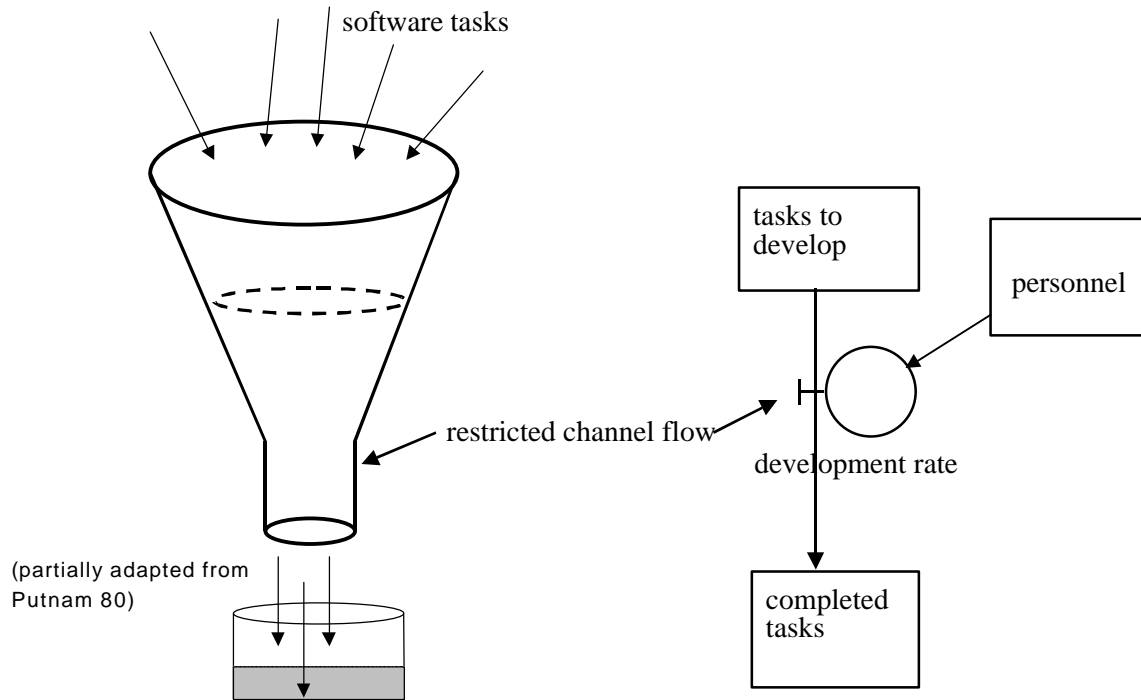 software tasks
tasks to
develop
personnel
restricted channel flow
development rate
(partially adapted from
Putnam 80)
completed
tasks